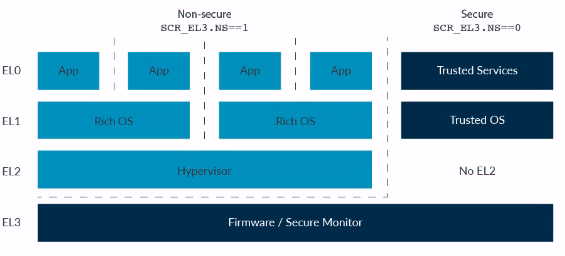 Non-secure
SCR_EL3.NS==1
Secure
SCR_EL3.NS==0
EL0
App
App
App
App
Trusted Services
EL1
Rich OS
Rich OS
Trusted OS
EL2
Hypervisor
No EL2
EL3
Firmware / Secure Monitor